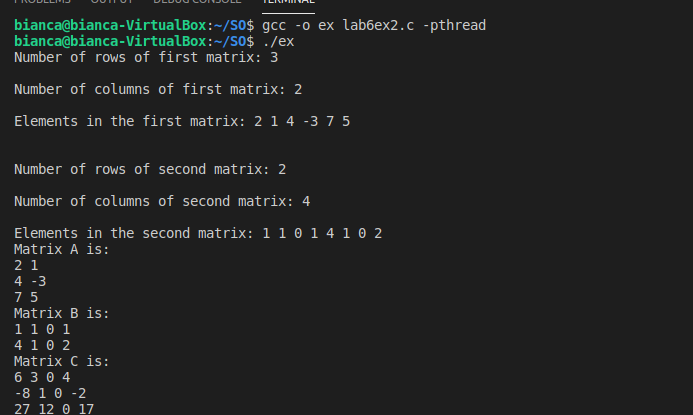 PROBLEMS OUTPUT DEBUG CONSOLE TERMINAL
bianca@bianca-VirtualBox:~/SO$ gcc -o ex lab6ex2.c -pthread
bianca@bianca-VirtualBox:~/SO$ ./ex
Number of rows of first matrix: 3
Number of columns of first matrix: 2
Elements in the first matrix: 2 1 4 -3 7 5
Number of rows of second matrix: 2
Number of columns of second matrix: 4
Elements in the second matrix: 1 1 0 1 4 1 0 2
Matrix A is:
2 1
4 -3
7 5
Matrix B is:
1 1 0 1
4 1 0 2
Matrix C is:
6 3 0 4
-8 1 0 -2
27 12 0 17